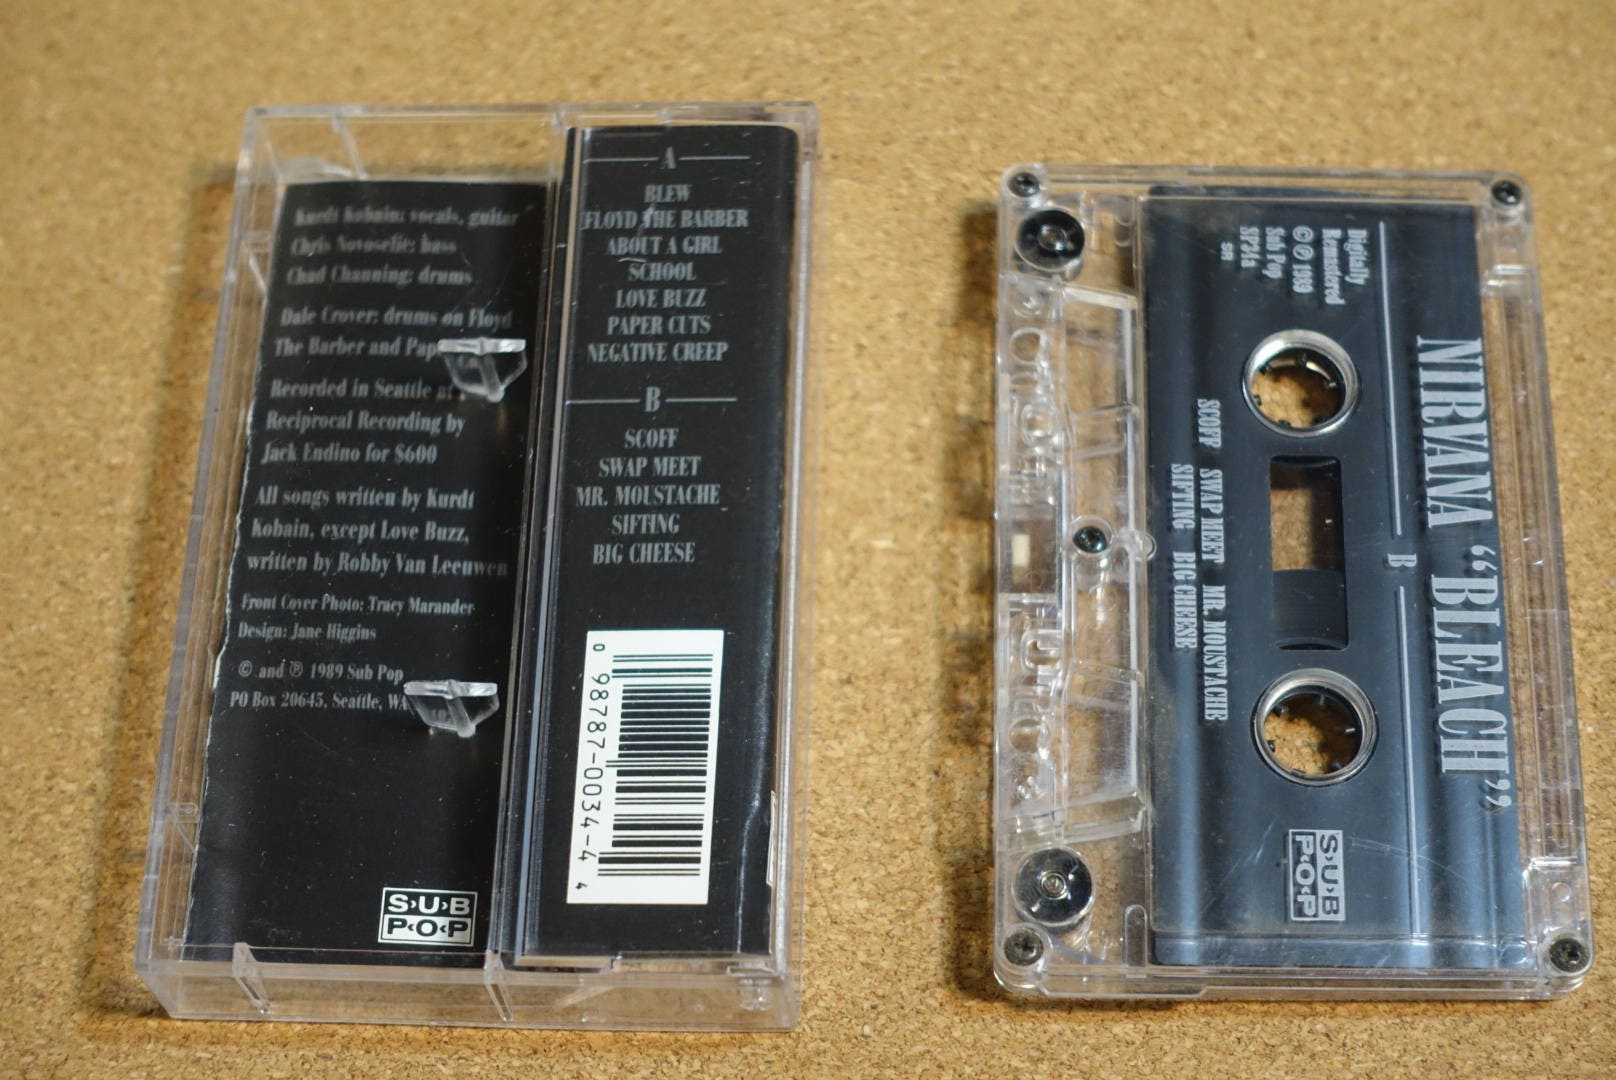 Kurdt Kobain: vocals, guitar
Chris Novoselic: bass
Chad Channing: drums
Dale Crover: drums on Floyd
The Barber and Pap
Recorded in Seattle at
Reciprocal Recording by
Jack Endino for $600
All songs written by Kurdt
Kobain, except Love Buzz,
written by Robby Van Leeuwen
Front Cover Photo: Tracy Marander
Design: Jane Higgins
© and ℗ 1989 Sub Pop
PO Box 20645, Seattle, WA
S›U›B
P‹O‹P
A
BLEW
FLOYD THE BARBER
ABOUT A GIRL
SCHOOL
LOVE BUZZ
PAPER CUTS
NEGATIVE CREEP
B
SCOFF
SWAP MEET
MR. MOUSTACHE
SIFTING
BIG CHEESE
0 98787-0034-4 4
NIRVANA “BLEACH”
B
Digitally
Remastered
© ℗ 1989
Sub Pop
SP34a
SR
SCOFF SWAP MEET MR. MOUSTACHE
SIFTING BIG CHEESE
S›U›B
P‹O‹P